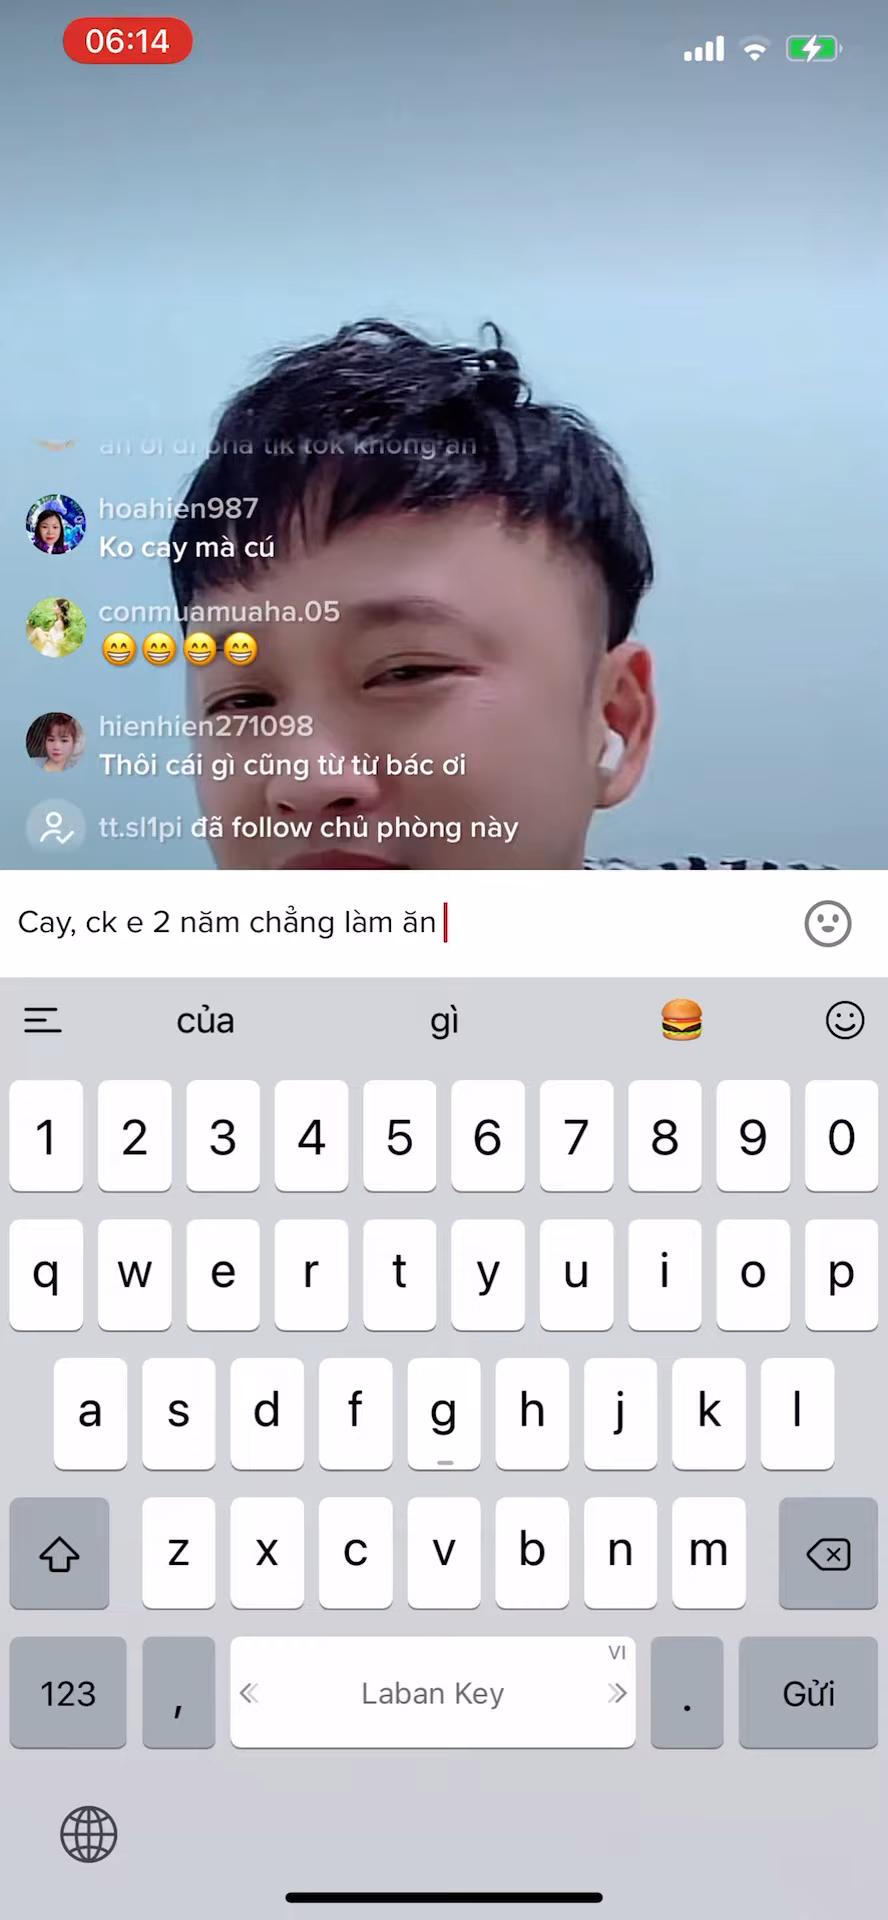 06:14
hoahien987
Ko cay mà cú
conmuamuaha.05
😁😁😁😁
hienhien271098
Thôi cái gì cũng từ từ bác ơi
tt.sl1pi đã follow chủ phòng này
Cay, ck e 2 năm chẳng làm ăn
của gì 🍔
1 2 3 4 5 6 7 8 9 0
q w e r t y u i o p
a s d f g h j k l
z x c v b n m
VI
123 , Laban Key . Gửi